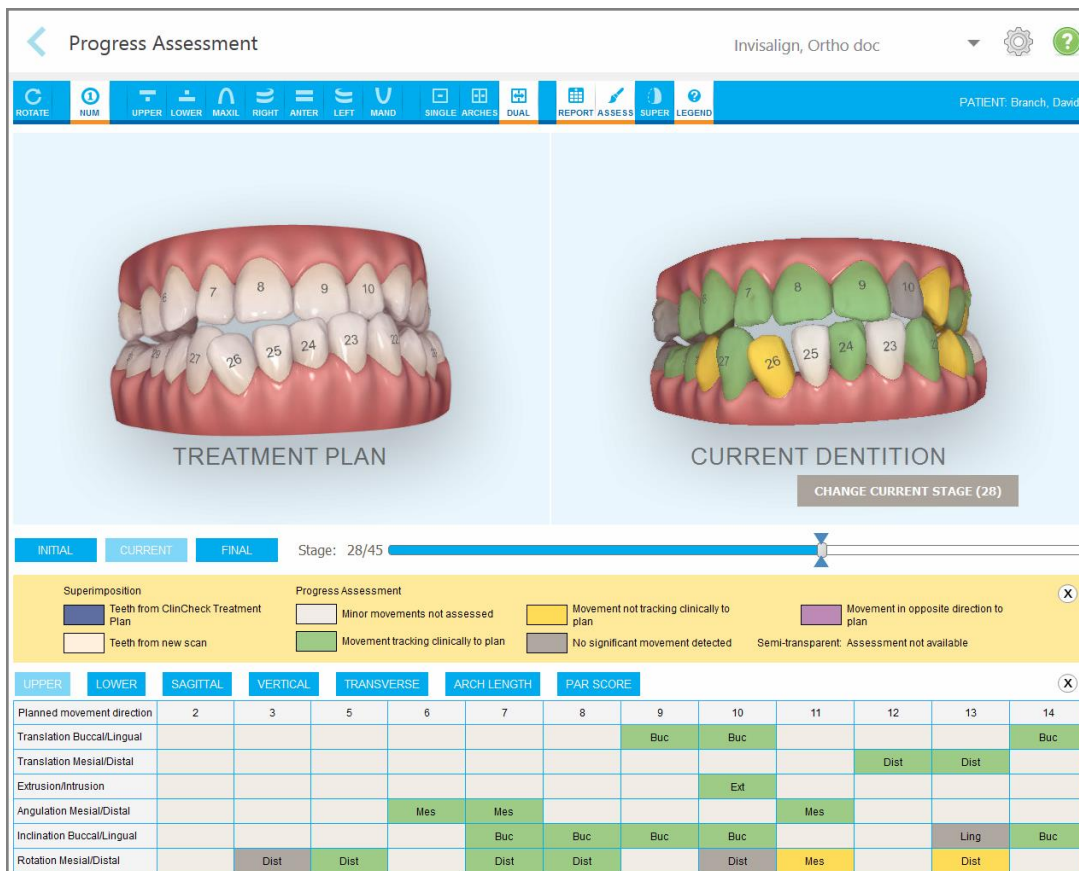 Progress Assessment
Invisalign, Ortho doc
?
ROTATE 1 NUM UPPER LOWER MAXIL RIGHT ANTER LEFT MAND SINGLE ARCHES DUAL REPORT ASSESS SUPER ? LEGEND PATIENT: Branch, David
7 8 9 10
27 26 25 24 23 22
TREATMENT PLAN
7 8 9 10
27 26 25 24 23
CURRENT DENTITION
CHANGE CURRENT STAGE (28)
INITIAL CURRENT FINAL Stage: 28/45
Superimposition
Teeth from ClinCheck Treatment
Plan
Teeth from new scan
Progress Assessment
Minor movements not assessed
Movement tracking clinically to plan
Movement not tracking clinically to
plan
No significant movement detected
Movement in opposite direction to
plan
Semi-transparent: Assessment not available
X
UPPER LOWER SAGITTAL VERTICAL TRANSVERSE ARCH LENGTH PAR SCORE X
Planned movement direction 2 3 5 6 7 8 9 10 11 12 13 14
Translation Buccal/Lingual Buc Buc Buc
Translation Mesial/Distal Dist Dist
Extrusion/Intrusion Ext
Angulation Mesial/Distal Mes Mes Mes
Inclination Buccal/Lingual Buc Buc Buc Buc Ling Buc
Rotation Mesial/Distal Dist Dist Dist Dist Dist Mes Dist